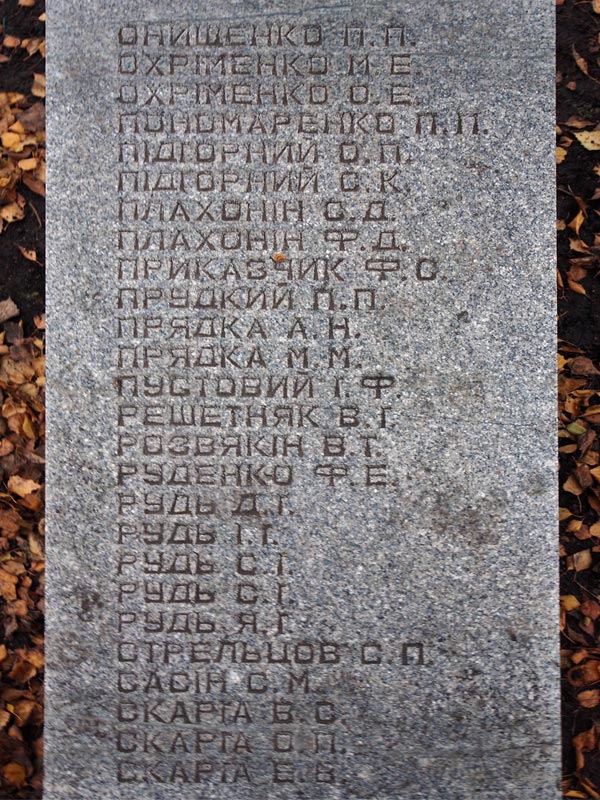 ОНИЩЕНКО П.П.
ОХРІМЕНКО М.Е.
ОХРІМЕНКО О.Е.
ПОНОМАРЕНКО П.П.
ПІДГОРНИЙ О.П.
ПІДГОРНИЙ С.К.
ПЛАХОНІН С.Д.
ПЛАХОНІН Ф.Д.
ПРИКАЗЧИК Ф.С.
ПРУДКИЙ П.П.
ПРЯДКА А.Н.
ПРЯДКА М.М.
ПУСТОВИЙ Г.Ф.
РЕШЕТНЯК В.Г.
РОЗВЯКІН В.Т.
РУДЕНКО Ф.Е.
РУДЬ Д.Г.
РУДЬ І.Г.
РУДЬ С.Г.
РУДЬ С.Г.
РУДЬ Я.Г.
СТРЕЛЬЦОВ С.П.
САСІН С.М.
СКАРГА В.С.
СКАРГА О.П.
СКАРГА Е.В.